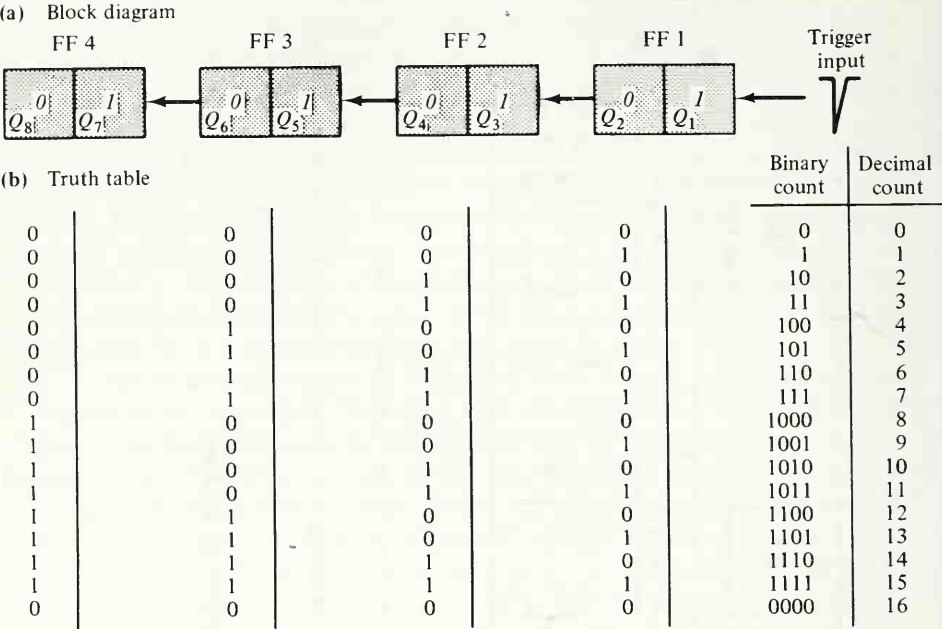 (a) Block diagram
FF 4 FF 3 FF 2 FF 1 Trigger
input
0 1 0 1 0 1 0 1
Q8 Q7 Q6 Q5 Q4 Q3 Q2 Q1
(b) Truth table
Binary count Decimal count
0 0 0 0 0 0
0 0 0 1 1 1
0 0 1 0 10 2
0 0 1 1 11 3
0 1 0 0 100 4
0 1 0 1 101 5
0 1 1 0 110 6
0 1 1 1 111 7
1 0 0 0 1000 8
1 0 0 1 1001 9
1 0 1 0 1010 10
1 0 1 1 1011 11
1 1 0 0 1100 12
1 1 0 1 1101 13
1 1 1 0 1110 14
1 1 1 1 1111 15
0 0 0 0 0000 16